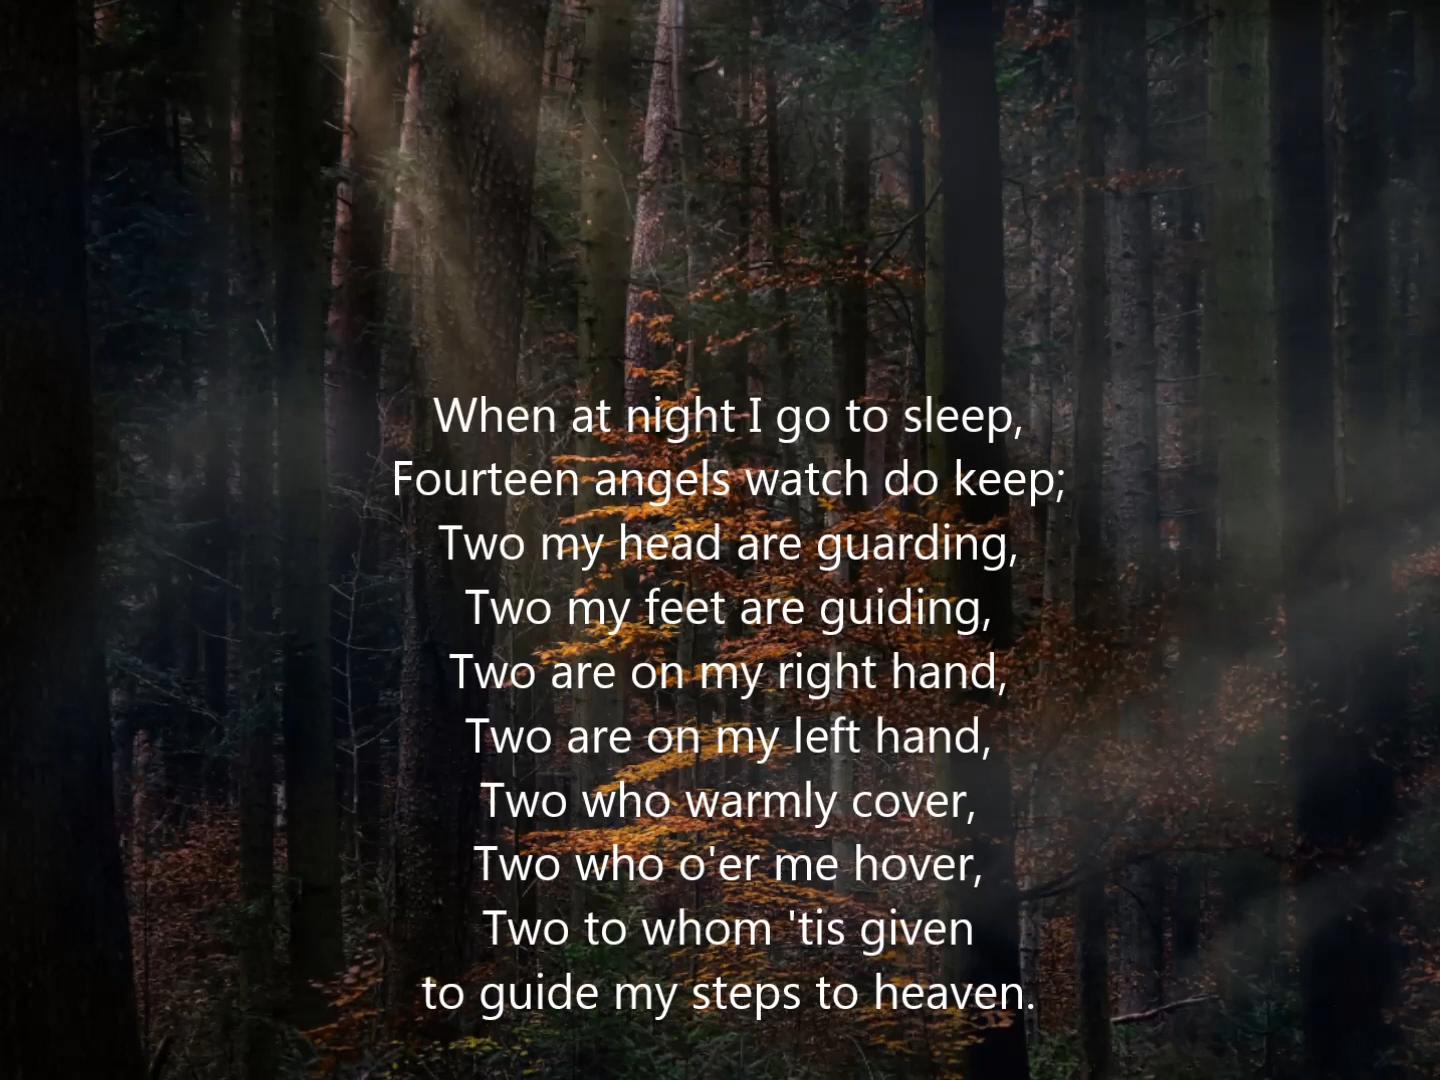 When at night I go to sleep,
Fourteen angels watch do keep;
Two my head are guarding,
Two my feet are guiding,
Two are on my right hand,
Two are on my left hand,
Two who warmly cover,
Two who o'er me hover,
Two to whom 'tis given
to guide my steps to heaven.